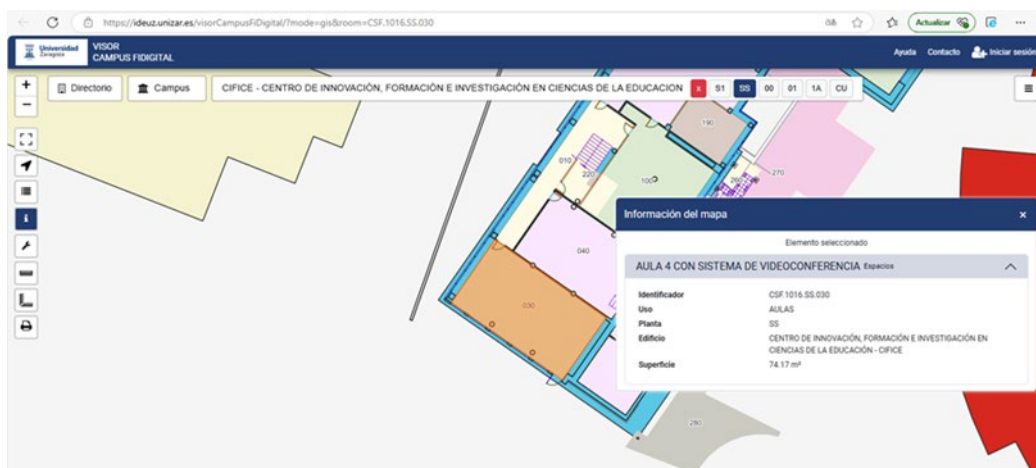 https://ideuz.unizar.es/visorCampusFiDigital/?mode=gis&room=CSF.1016.SS.030
Actualizar
Universidad
Zaragoza
VISOR
CAMPUS FIDIGITAL
Ayuda Contacto Iniciar sesión
Directorio Campus CIFICE - CENTRO DE INNOVACIÓN, FORMACIÓN E INVESTIGACIÓN EN CIENCIAS DE LA EDUCACION x S1 SS 00 01 1A CU
190
010
220
100
260
270
040
030
280
Información del mapa ×
Elemento seleccionado
AULA 4 CON SISTEMA DE VIDEOCONFERENCIA Espacios
Identificador CSF.1016.SS.030
Uso AULAS
Planta SS
Edificio CENTRO DE INNOVACIÓN, FORMACIÓN E INVESTIGACIÓN EN
CIENCIAS DE LA EDUCACIÓN - CIFICE
Superficie 74.17 m²